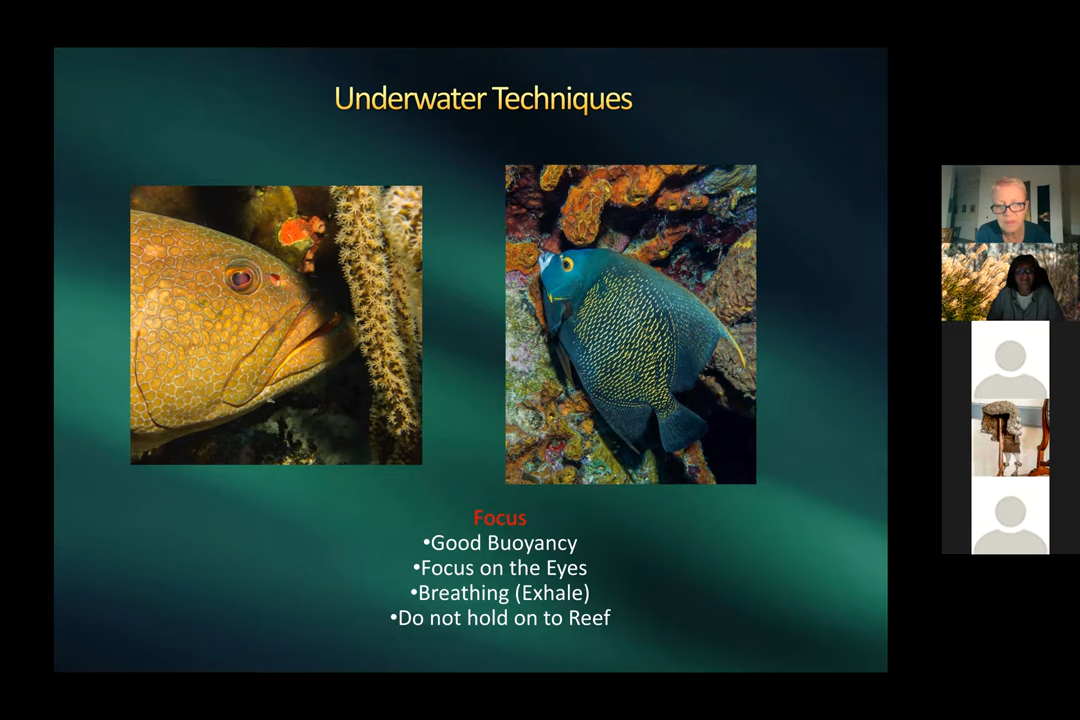 Underwater Techniques
Focus
•Good Buoyancy
•Focus on the Eyes
•Breathing (Exhale)
•Do not hold on to Reef